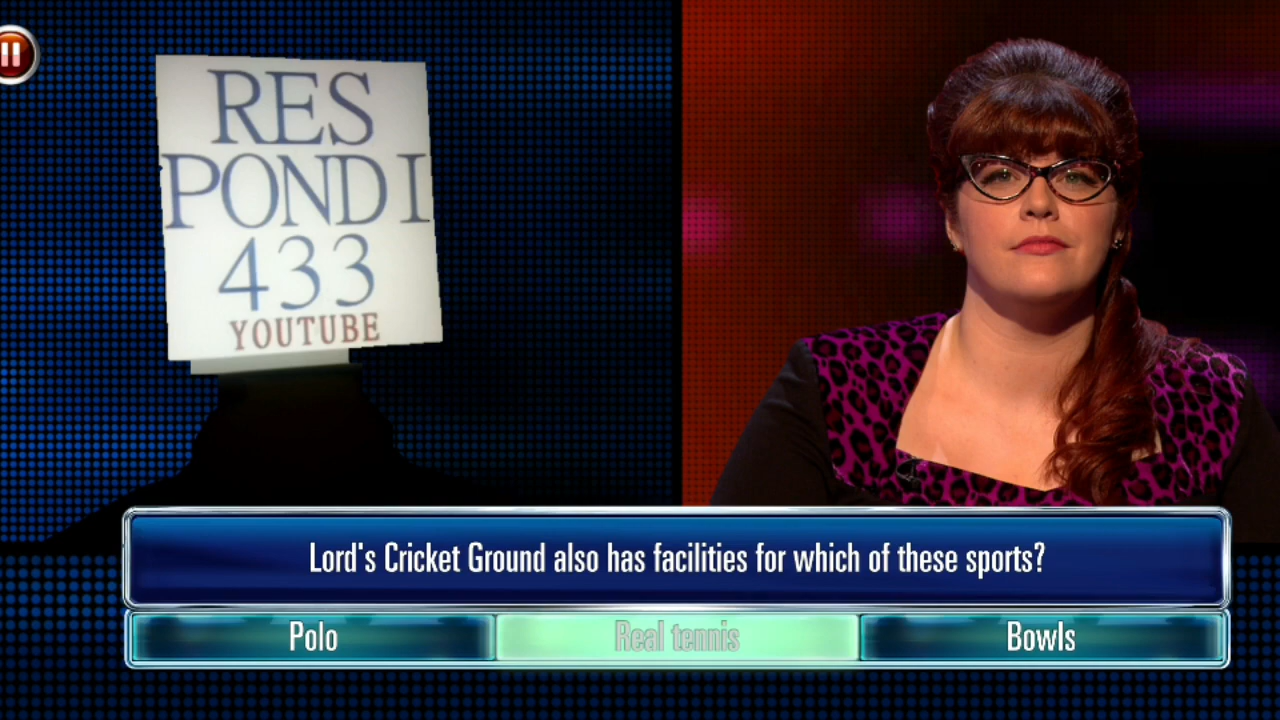 RES
POND I
433
YOUTUBE
Lord's Cricket Ground also has facilities for which of these sports?
Polo
Real tennis
Bowls